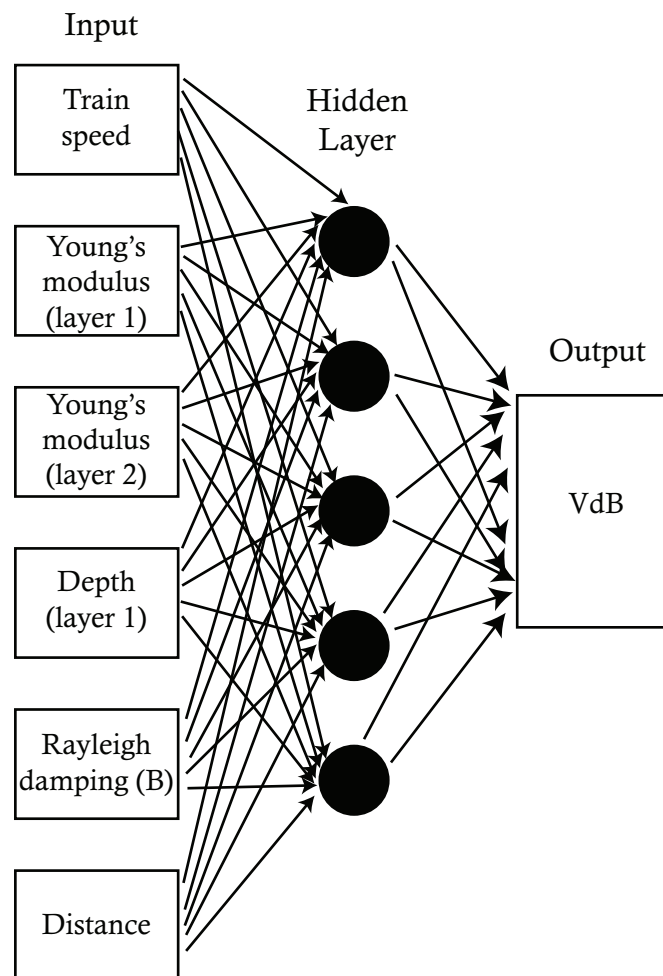 Input
Train
speed
Young's
modulus
(layer 1)
Young's
modulus
(layer 2)
Depth
(layer 1)
Rayleigh
damping (B)
Distance
Hidden
Layer
Output
VdB